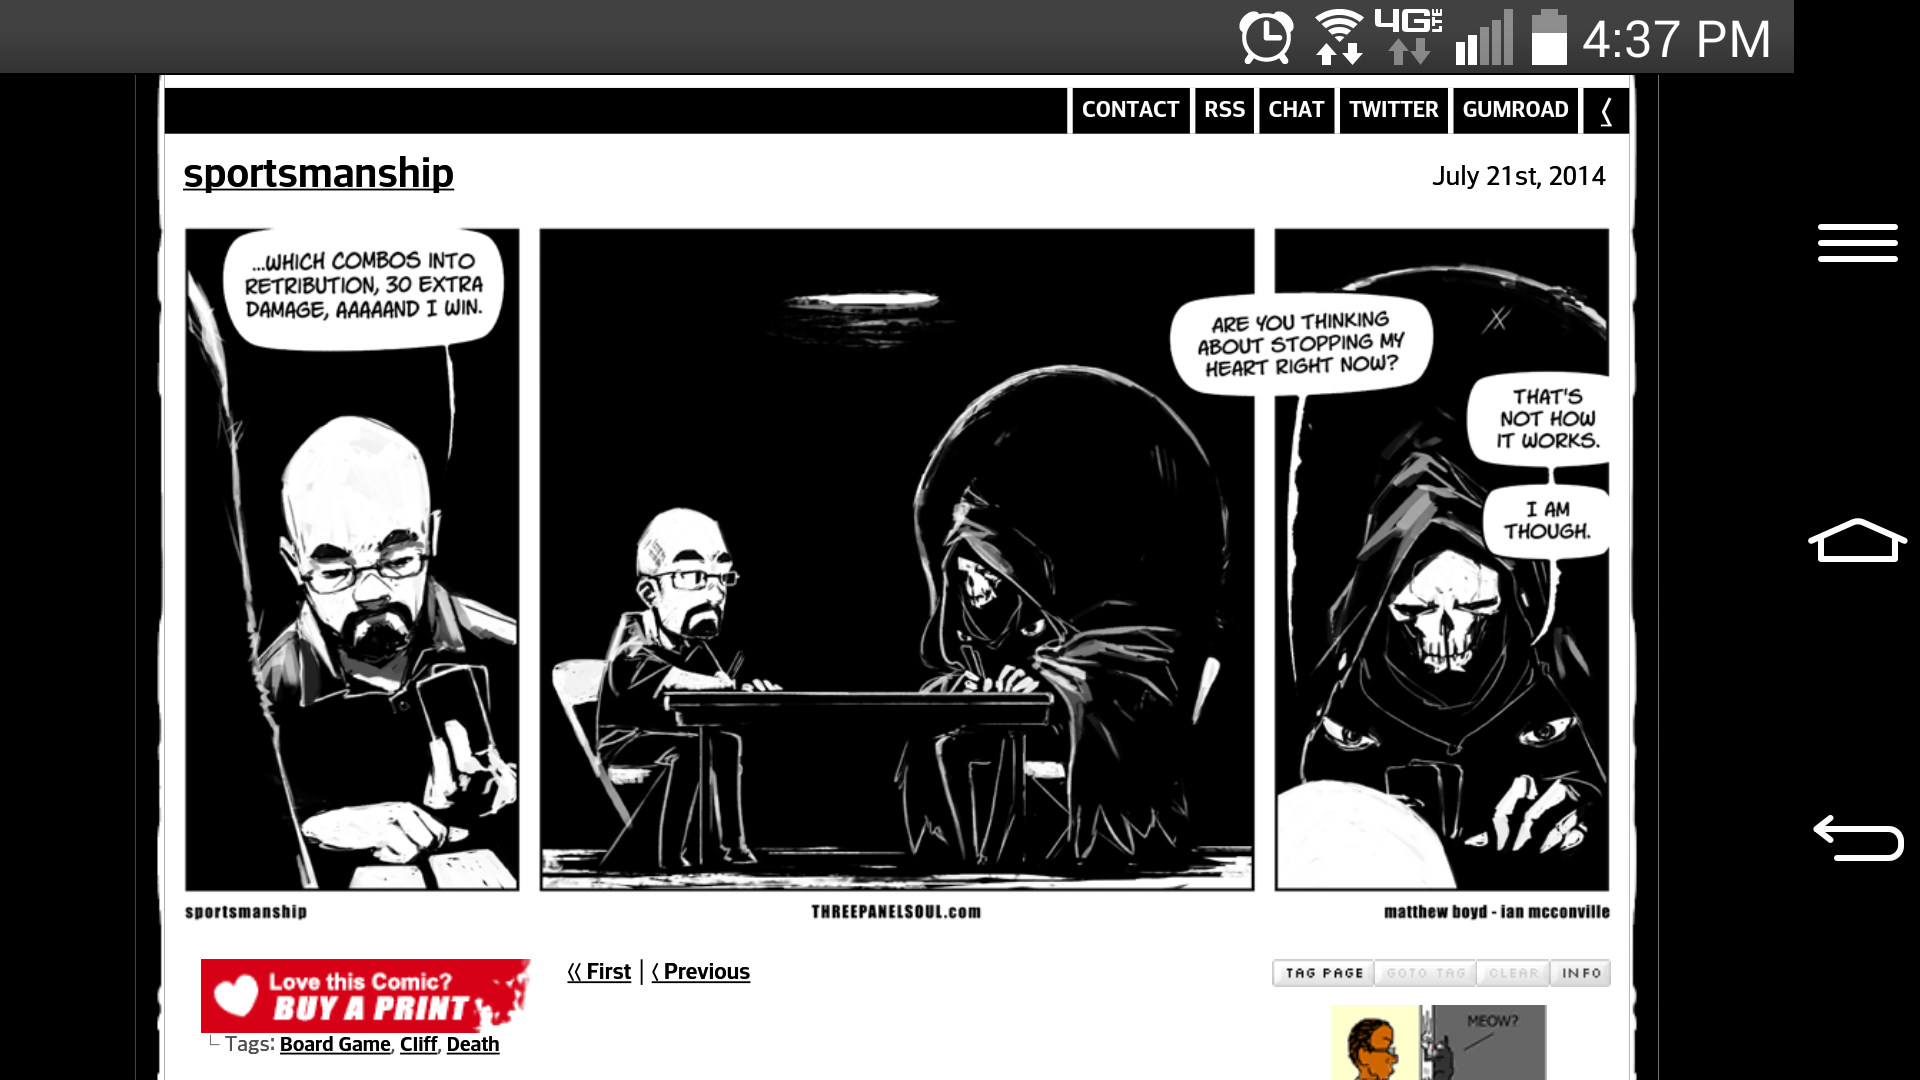 4G LTE 4:37 PM
CONTACT RSS CHAT TWITTER GUMROAD
sportsmanship
July 21st, 2014
...WHICH COMBOS INTO
RETRIBUTION, 30 EXTRA
DAMAGE, AAAAAND I WIN.
ARE YOU THINKING
ABOUT STOPPING MY
HEART RIGHT NOW?
THAT'S
NOT HOW
IT WORKS.
I AM
THOUGH.
sportsmanship
THREEPANELSOUL.com
matthew boyd - ian mcconville
Love this Comic?
BUY A PRINT
⟨⟨ First | ⟨ Previous
TAG PAGE GOTO TAG CLEAR INFO
Tags: Board Game, Cliff, Death
MEOW?